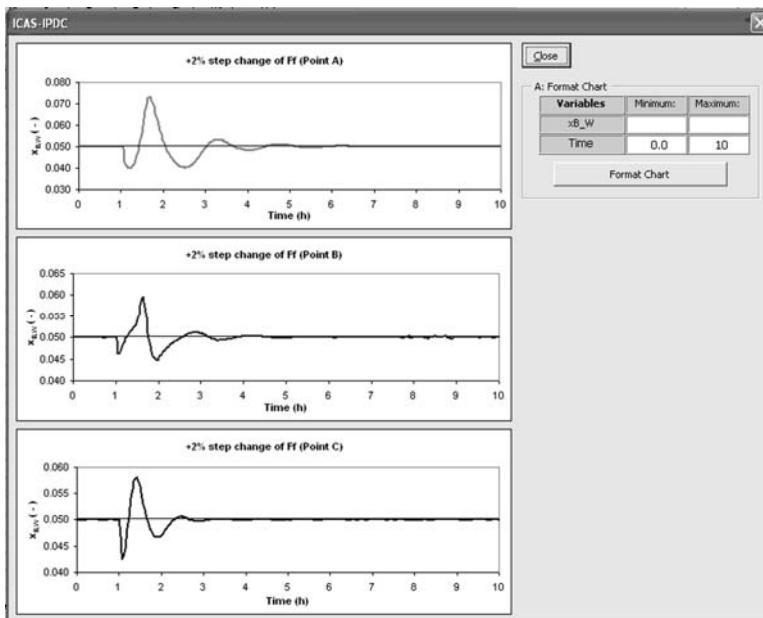 ICAS-IPDC
+2% step change of Ff (Point A)
0.080
0.070
0.060
0.050
0.040
0.030
x B,W ( - )
0 1 2 3 4 5 6 7 8 9 10
Time (h)
+2% step change of Ff (Point B)
0.065
0.060
0.055
0.050
0.045
0.040
x B,W ( - )
0 1 2 3 4 5 6 7 8 9 10
Time (h)
+2% step change of Ff (Point C)
0.060
0.055
0.050
0.045
0.040
x B,W ( - )
0 1 2 3 4 5 6 7 8 9 10
Time (h)
Close
A: Format Chart
Variables Minimum: Maximum:
xB_W
Time 0.0 10
Format Chart